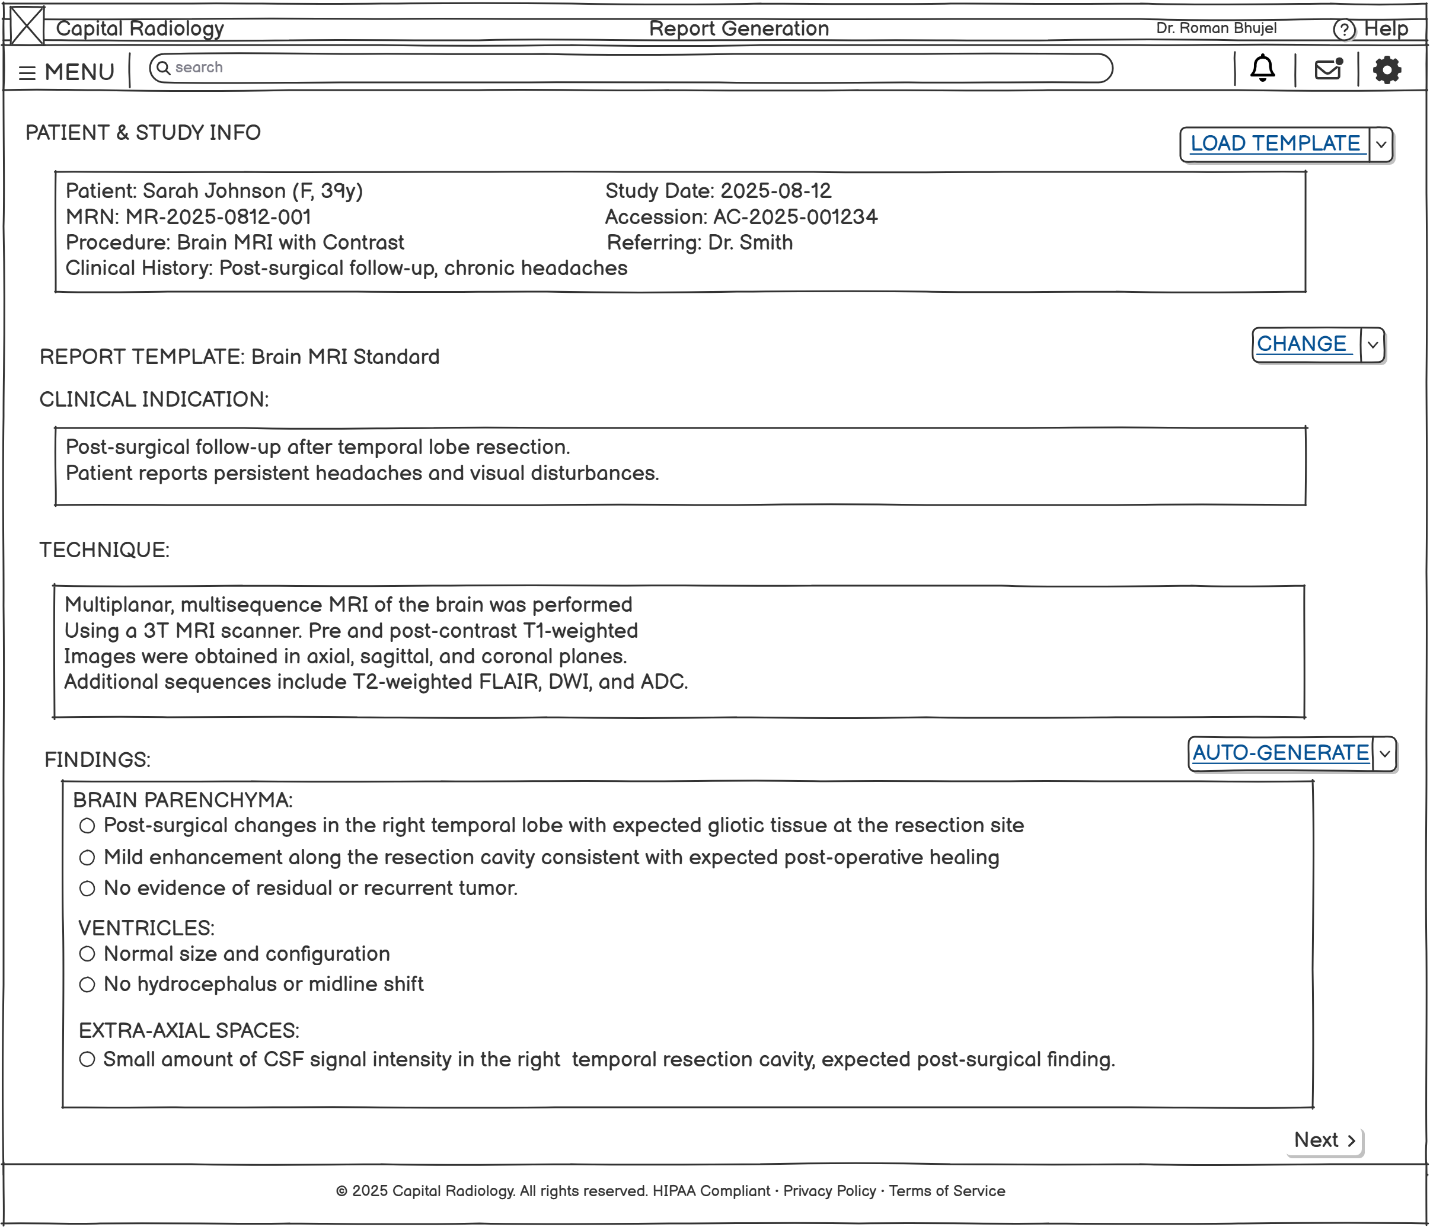 Capital Radiology
Report Generation
Dr. Roman Bhujel
? Help
MENU
search
PATIENT & STUDY INFO
LOAD TEMPLATE
Patient: Sarah Johnson (F, 39y)
Study Date: 2025-08-12
MRN: MR-2025-0812-001
Accession: AC-2025-001234
Procedure: Brain MRI with Contrast
Referring: Dr. Smith
Clinical History: Post-surgical follow-up, chronic headaches
REPORT TEMPLATE: Brain MRI Standard
CHANGE
CLINICAL INDICATION:
Post-surgical follow-up after temporal lobe resection.
Patient reports persistent headaches and visual disturbances.
TECHNIQUE:
Multiplanar, multisequence MRI of the brain was performed
Using a 3T MRI scanner. Pre and post-contrast T1-weighted
Images were obtained in axial, sagittal, and coronal planes.
Additional sequences include T2-weighted FLAIR, DWI, and ADC.
FINDINGS:
AUTO-GENERATE
BRAIN PARENCHYMA:
Post-surgical changes in the right temporal lobe with expected gliotic tissue at the resection site
Mild enhancement along the resection cavity consistent with expected post-operative healing
No evidence of residual or recurrent tumor.
VENTRICLES:
Normal size and configuration
No hydrocephalus or midline shift
EXTRA-AXIAL SPACES:
Small amount of CSF signal intensity in the right  temporal resection cavity, expected post-surgical finding.
Next >
© 2025 Capital Radiology. All rights reserved. HIPAA Compliant · Privacy Policy · Terms of Service